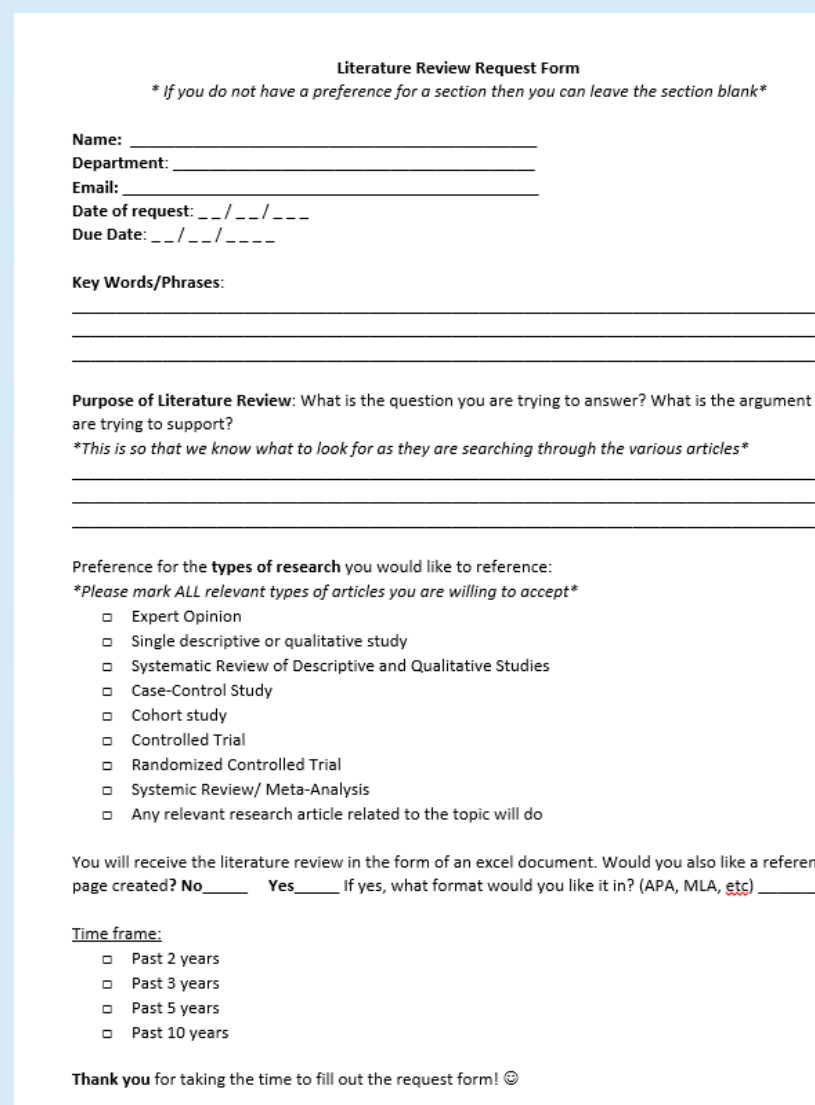 Literature Review Request Form
* If you do not have a preference for a section then you can leave the section blank*
Name: ___________________________________________
Department: ______________________________________
Email: ____________________________________________
Date of request: _ _ / _ _ / _ _ _
Due Date: _ _ / _ _ / _ _ _ _
Key Words/Phrases:
Purpose of Literature Review: What is the question you are trying to answer? What is the argument
are trying to support?
*This is so that we know what to look for as they are searching through the various articles*
Preference for the types of research you would like to reference:
*Please mark ALL relevant types of articles you are willing to accept*
□ Expert Opinion
□ Single descriptive or qualitative study
□ Systematic Review of Descriptive and Qualitative Studies
□ Case-Control Study
□ Cohort study
□ Controlled Trial
□ Randomized Controlled Trial
□ Systemic Review/ Meta-Analysis
□ Any relevant research article related to the topic will do
You will receive the literature review in the form of an excel document. Would you also like a
page created? No_____ Yes_____ If yes, what format would you like it in? (APA, MLA, etc) ______
Time frame:
□ Past 2 years
□ Past 3 years
□ Past 5 years
□ Past 10 years
Thank you for taking the time to fill out the request form! ☺